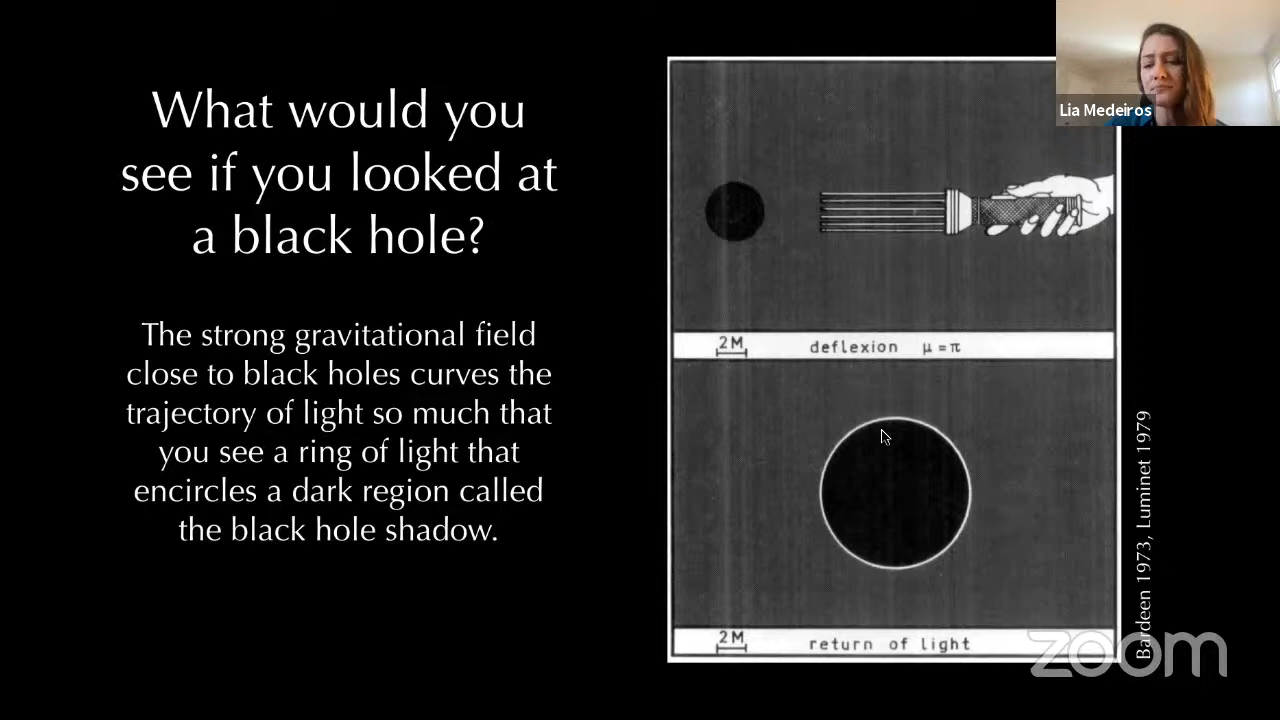 What would you
see if you looked at
a black hole?
The strong gravitational field
close to black holes curves the
trajectory of light so much that
you see a ring of light that
encircles a dark region called
the black hole shadow.
2M deflexion μ=π
2M return of light
Bardeen 1973, Luminet 1979
Lia Medeiros
zoom